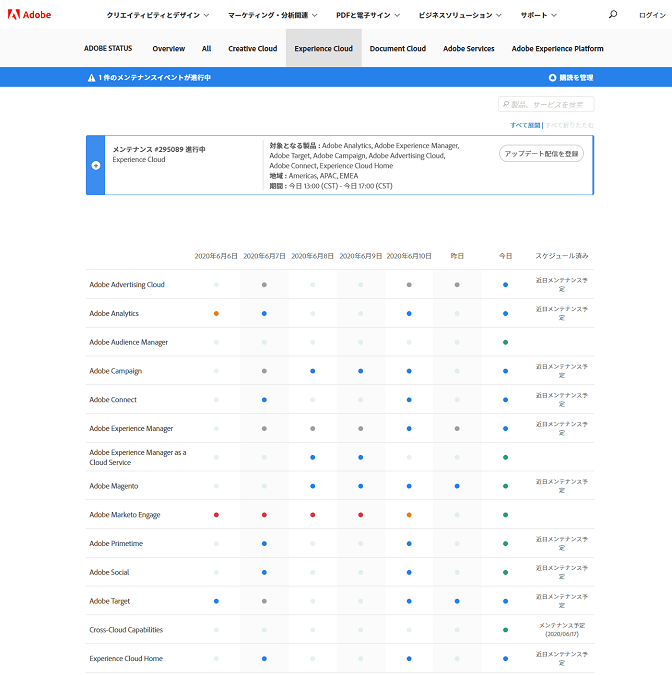 Adobe
クリエイティビティとデザイン
マーケティング・分析関連
PDFと電子サイン
ビジネスソリューション
サポート
ログイン
ADOBE STATUS
Overview
All
Creative Cloud
Experience Cloud
Document Cloud
Adobe Services
Adobe Experience Platform
1 件のメンテナンスイベントが進行中
購読を管理
製品、サービスを検索
すべて展開 | すべて折りたたむ
メンテナンス #295089 進行中
Experience Cloud
対象となる製品 : Adobe Analytics, Adobe Experience Manager,
Adobe Target, Adobe Campaign, Adobe Advertising Cloud,
Adobe Connect, Experience Cloud Home
地域 : Americas, APAC, EMEA
期間 : 今日 13:00 (CST) - 今日 17:00 (CST)
アップデート配信を登録
2020年6月6日 2020年6月7日 2020年6月8日 2020年6月9日 2020年6月10日 昨日 今日 スケジュール済み
Adobe Advertising Cloud
近日メンテナンス予
定
Adobe Analytics
近日メンテナンス予
定
Adobe Audience Manager
Adobe Campaign
近日メンテナンス予
定
Adobe Connect
近日メンテナンス予
定
Adobe Experience Manager
近日メンテナンス予
定
Adobe Experience Manager as a
Cloud Service
Adobe Magento
近日メンテナンス予
定
Adobe Marketo Engage
Adobe Primetime
近日メンテナンス予
定
Adobe Social
近日メンテナンス予
定
Adobe Target
近日メンテナンス予
定
Cross-Cloud Capabilities
メンテナンス予定
(2020/06/17)
Experience Cloud Home
近日メンテナンス予
定